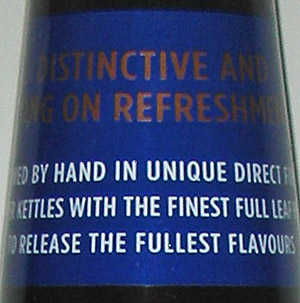 DISTINCTIVE AND
ON REFRESHME
BY HAND IN UNIQUE DIRECT
KETTLES WITH THE FINEST FULL LEAF
TO RELEASE THE FULLEST FLAVOURS